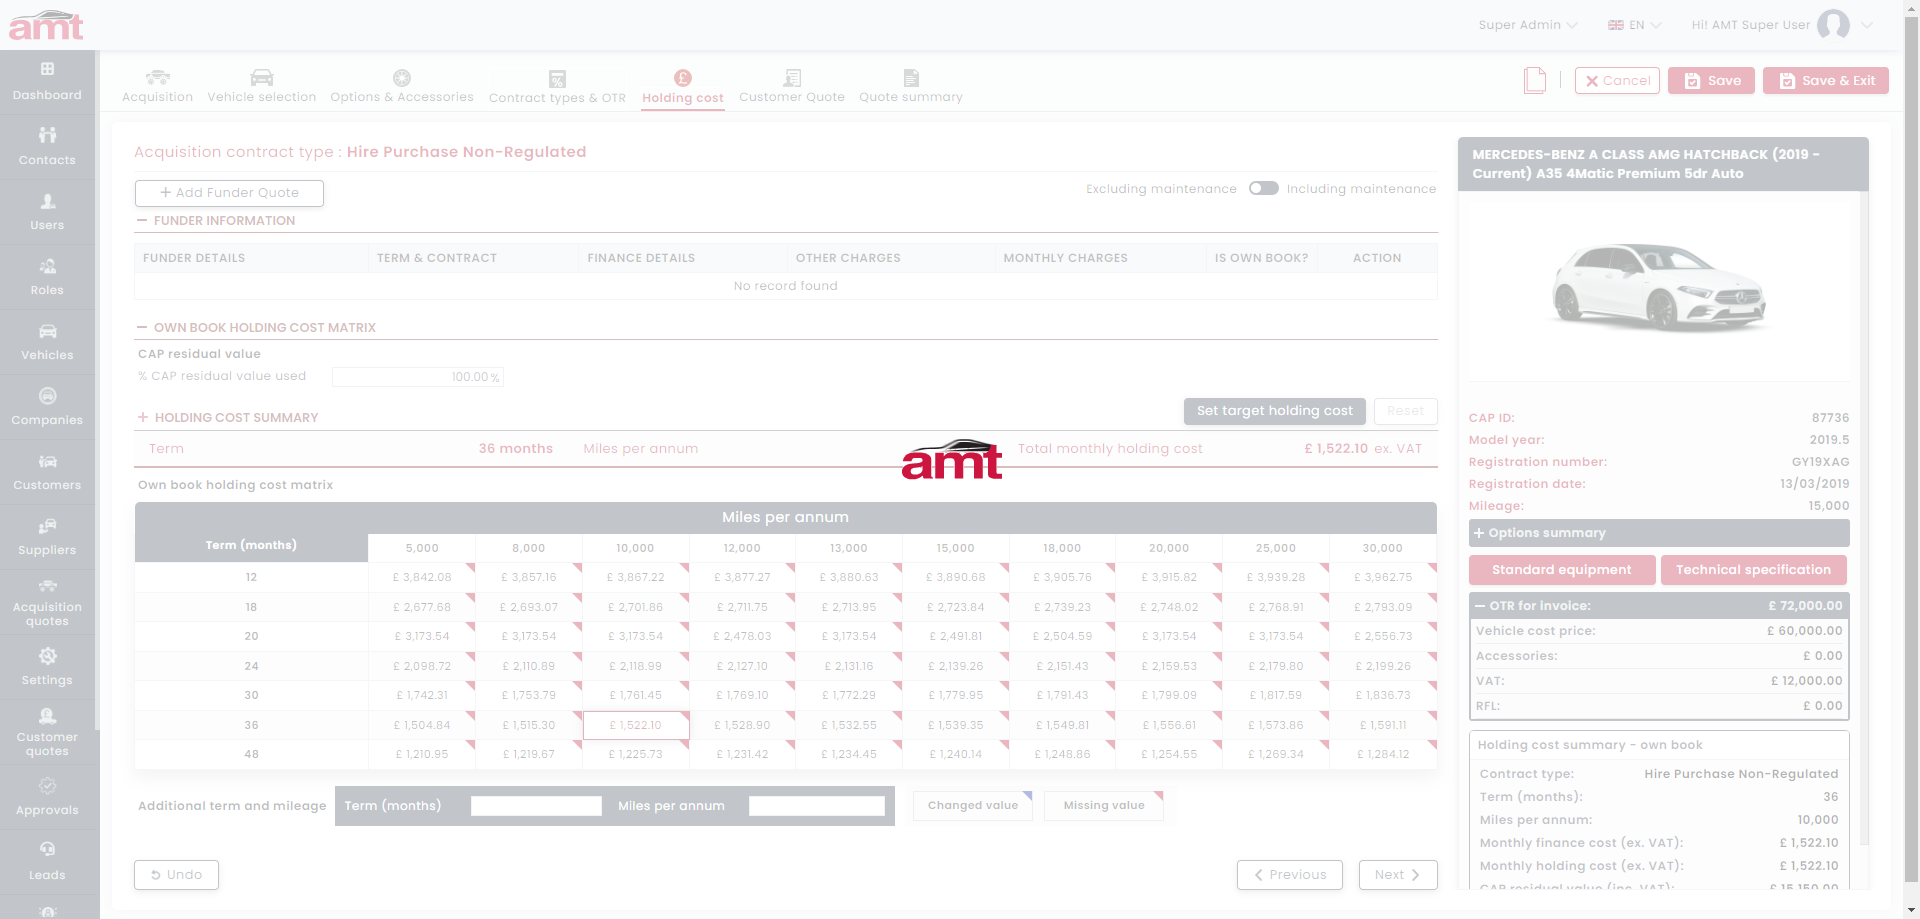 amt
Super Admin
EN
Hi! AMT Super User
Dashboard
Contacts
Users
Roles
Vehicles
Companies
Customers
Suppliers
Acquisition
quotes
Settings
Customer
quotes
Approvals
Leads
Acquisition
Vehicle selection
Options & Accessories
Contract types & OTR
Holding cost
Customer Quote
Quote summary
Cancel
Save
Save & Exit
Acquisition contract type : Hire Purchase Non-Regulated
+ Add Funder Quote
Excluding maintenance
Including maintenance
FUNDER INFORMATION
FUNDER DETAILS TERM & CONTRACT FINANCE DETAILS OTHER CHARGES MONTHLY CHARGES IS OWN BOOK? ACTION
No record found
OWN BOOK HOLDING COST MATRIX
CAP residual value
% CAP residual value used 100.00 %
HOLDING COST SUMMARY
Set target holding cost
Reset
Term 36 months Miles per annum Total monthly holding cost £ 1,522.10 ex. VAT
amt
Own book holding cost matrix
Miles per annum
Term (months) 5,000 8,000 10,000 12,000 13,000 15,000 18,000 20,000 25,000 30,000
12 £ 3,842.08 £ 3,857.16 £ 3,867.22 £ 3,877.27 £ 3,880.63 £ 3,890.68 £ 3,905.76 £ 3,915.82 £ 3,939.28 £ 3,962.75
18 £ 2,677.68 £ 2,693.07 £ 2,701.86 £ 2,711.75 £ 2,713.95 £ 2,723.84 £ 2,739.23 £ 2,748.02 £ 2,768.91 £ 2,793.09
20 £ 3,173.54 £ 3,173.54 £ 3,173.54 £ 2,478.03 £ 3,173.54 £ 2,491.81 £ 2,504.59 £ 3,173.54 £ 3,173.54 £ 2,556.73
24 £ 2,098.72 £ 2,110.89 £ 2,118.99 £ 2,127.10 £ 2,131.16 £ 2,139.26 £ 2,151.43 £ 2,159.53 £ 2,179.80 £ 2,199.26
30 £ 1,742.31 £ 1,753.79 £ 1,761.45 £ 1,769.10 £ 1,772.29 £ 1,779.95 £ 1,791.43 £ 1,799.09 £ 1,817.59 £ 1,836.73
36 £ 1,504.84 £ 1,515.30 £ 1,522.10 £ 1,528.90 £ 1,532.55 £ 1,539.35 £ 1,549.81 £ 1,556.61 £ 1,573.86 £ 1,591.11
48 £ 1,210.95 £ 1,219.67 £ 1,225.73 £ 1,231.42 £ 1,234.45 £ 1,240.14 £ 1,248.86 £ 1,254.55 £ 1,269.34 £ 1,284.12
Additional term and mileage Term (months) Miles per annum
Changed value
Missing value
Undo
Previous
Next
MERCEDES-BENZ A CLASS AMG HATCHBACK (2019 -
Current) A35 4Matic Premium 5dr Auto
CAP ID: 87736
Model year: 2019.5
Registration number: GY19XAG
Registration date: 13/03/2019
Mileage: 15,000
+ Options summary
Standard equipment
Technical specification
OTR for invoice: £ 72,000.00
Vehicle cost price: £ 60,000.00
Accessories: £ 0.00
VAT: £ 12,000.00
RFL: £ 0.00
Holding cost summary - own book
Contract type: Hire Purchase Non-Regulated
Term (months): 36
Miles per annum: 10,000
Monthly finance cost (ex. VAT): £ 1,522.10
Monthly holding cost (ex. VAT): £ 1,522.10
CAP residual value (inc. VAT): £ 15,150.00